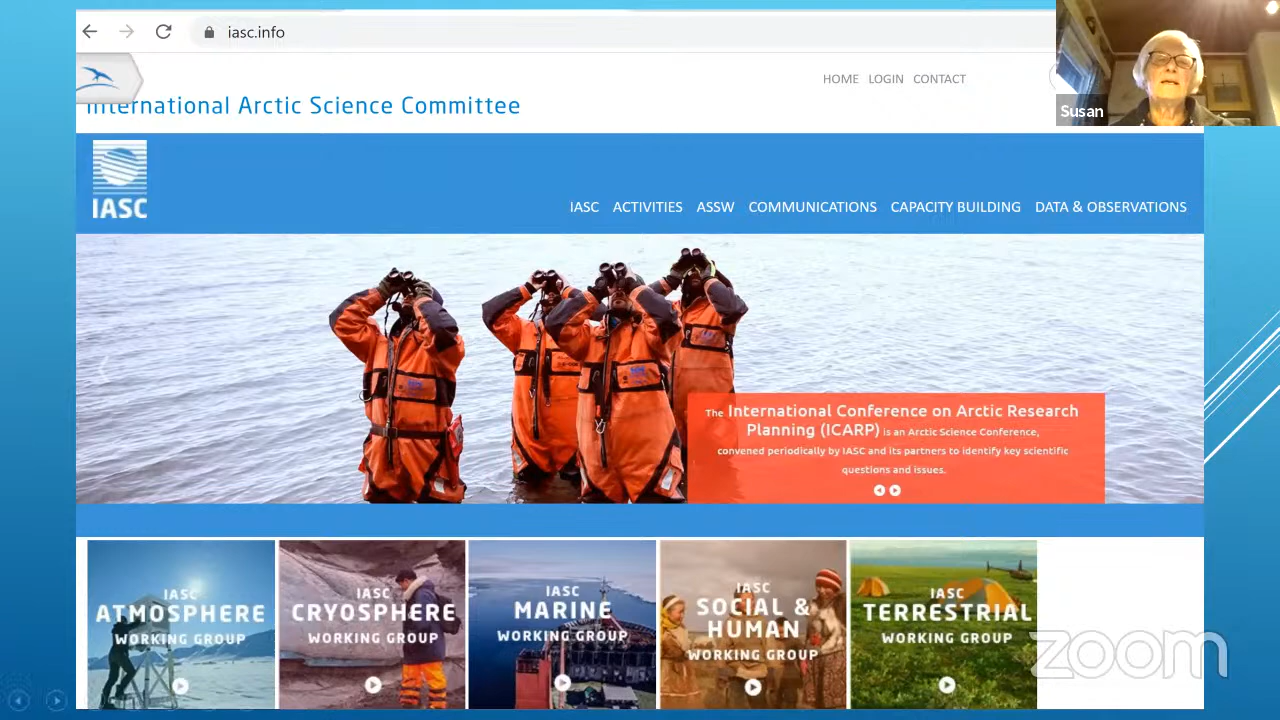 iasc.info
Susan
HOME LOGIN CONTACT
International Arctic Science Committee
IASC
IASC ACTIVITIES ASSW COMMUNICATIONS CAPACITY BUILDING DATA & OBSERVATIONS
The International Conference on Arctic Research
Planning (ICARP) is an Arctic Science Conference,
convened periodically by IASC and its partners to identify key scientific
questions and issues.
IASC
ATMOSPHERE
WORKING GROUP
IASC
CRYOSPHERE
WORKING GROUP
IASC
MARINE
WORKING GROUP
IASC
SOCIAL &
HUMAN
WORKING GROUP
IASC
TERRESTRIAL
WORKING GROUP
zoom